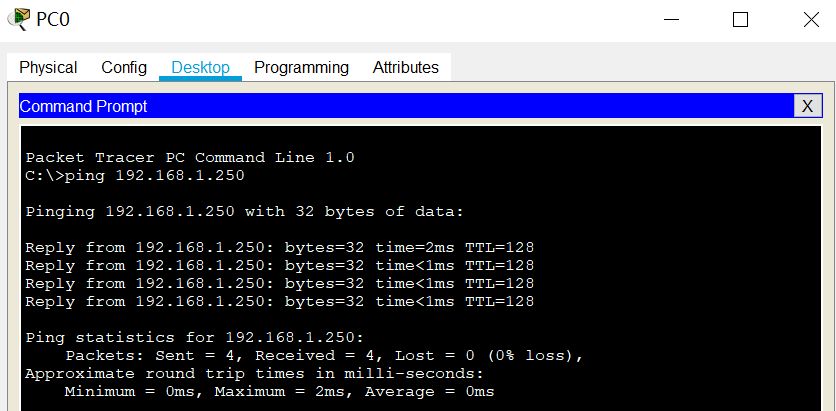 PC0
Physical Config Desktop Programming Attributes
Command Prompt X
Packet Tracer PC Command Line 1.0
C:\>ping 192.168.1.250
Pinging 192.168.1.250 with 32 bytes of data:
Reply from 192.168.1.250: bytes=32 time=2ms TTL=128
Reply from 192.168.1.250: bytes=32 time<1ms TTL=128
Reply from 192.168.1.250: bytes=32 time<1ms TTL=128
Reply from 192.168.1.250: bytes=32 time<1ms TTL=128
Ping statistics for 192.168.1.250:
Packets: Sent = 4, Received = 4, Lost = 0 (0% loss),
Approximate round trip times in milli-seconds:
Minimum = 0ms, Maximum = 2ms, Average = 0ms